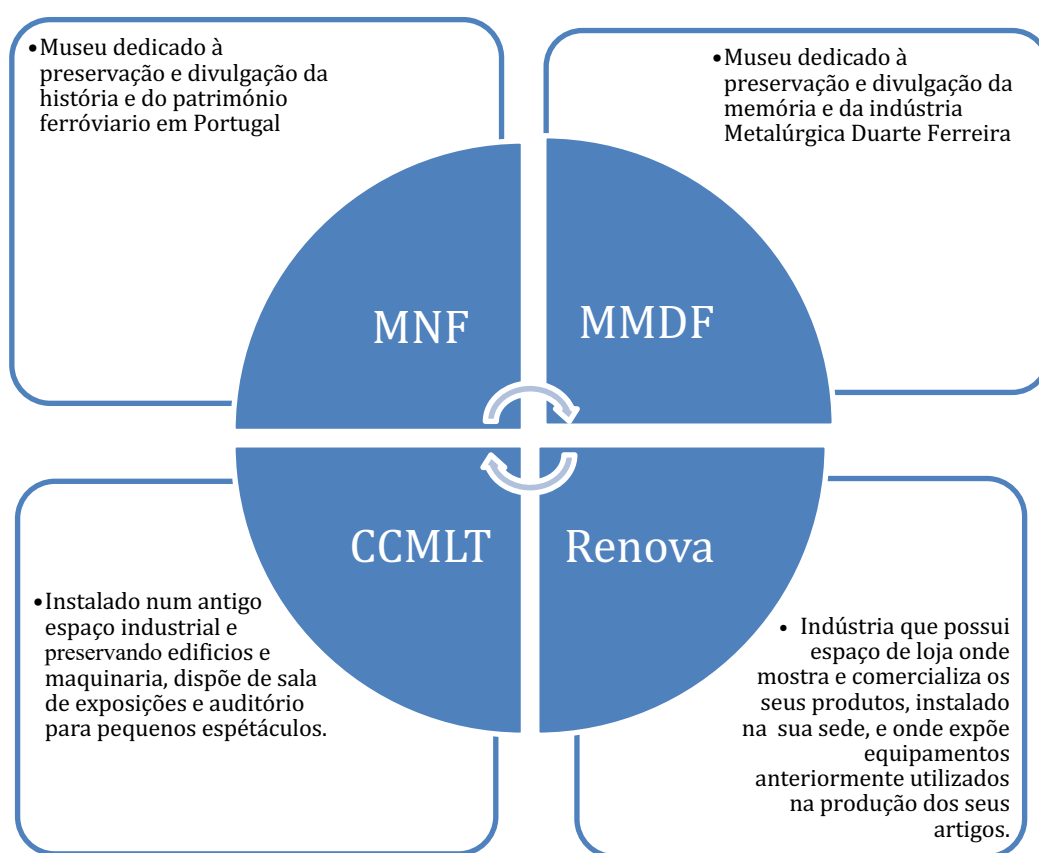 •Museu dedicado à
preservação e divulgação da
história e do património
ferróviario em Portugal
•Museu dedicado à
preservação e divulgação da
memória e da indústria
Metalúrgica Duarte Ferreira
MNF
MMDF
CCMLT
Renova
•Instalado num antigo
espaço industrial e
preservando edificios e
maquinaria, dispõe de sala
de exposições e auditório
para pequenos espétáculos.
• Indústria que possui
espaço de loja onde
mostra e comercializa os
seus produtos, instalado
na sua sede, e onde expõe
equipamentos
anteriormente utilizados
na produção dos seus
artigos.